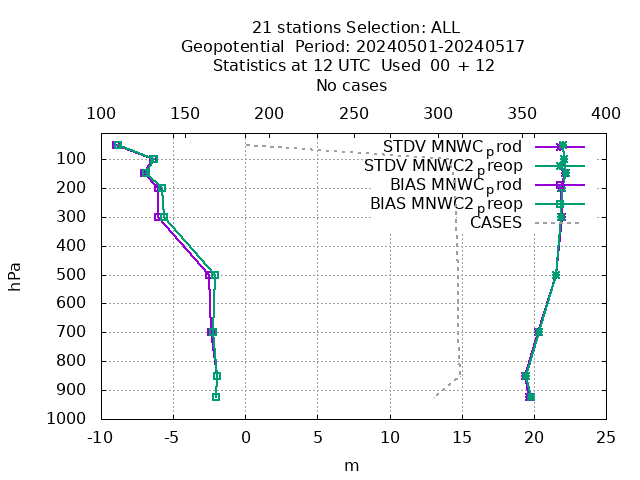 21 stations Selection: ALL
Geopotential  Period: 20240501-20240517
Statistics at 12 UTC  Used  00 + 12
No cases
100 150 200 250 300 350 400
STDV MNWC_prod
STDV MNWC2_preop
BIAS MNWC_prod
BIAS MNWC2_preop
CASES
hPa
100
200
300
400
500
600
700
800
900
1000
-10 -5 0 5 10 15 20 25
m